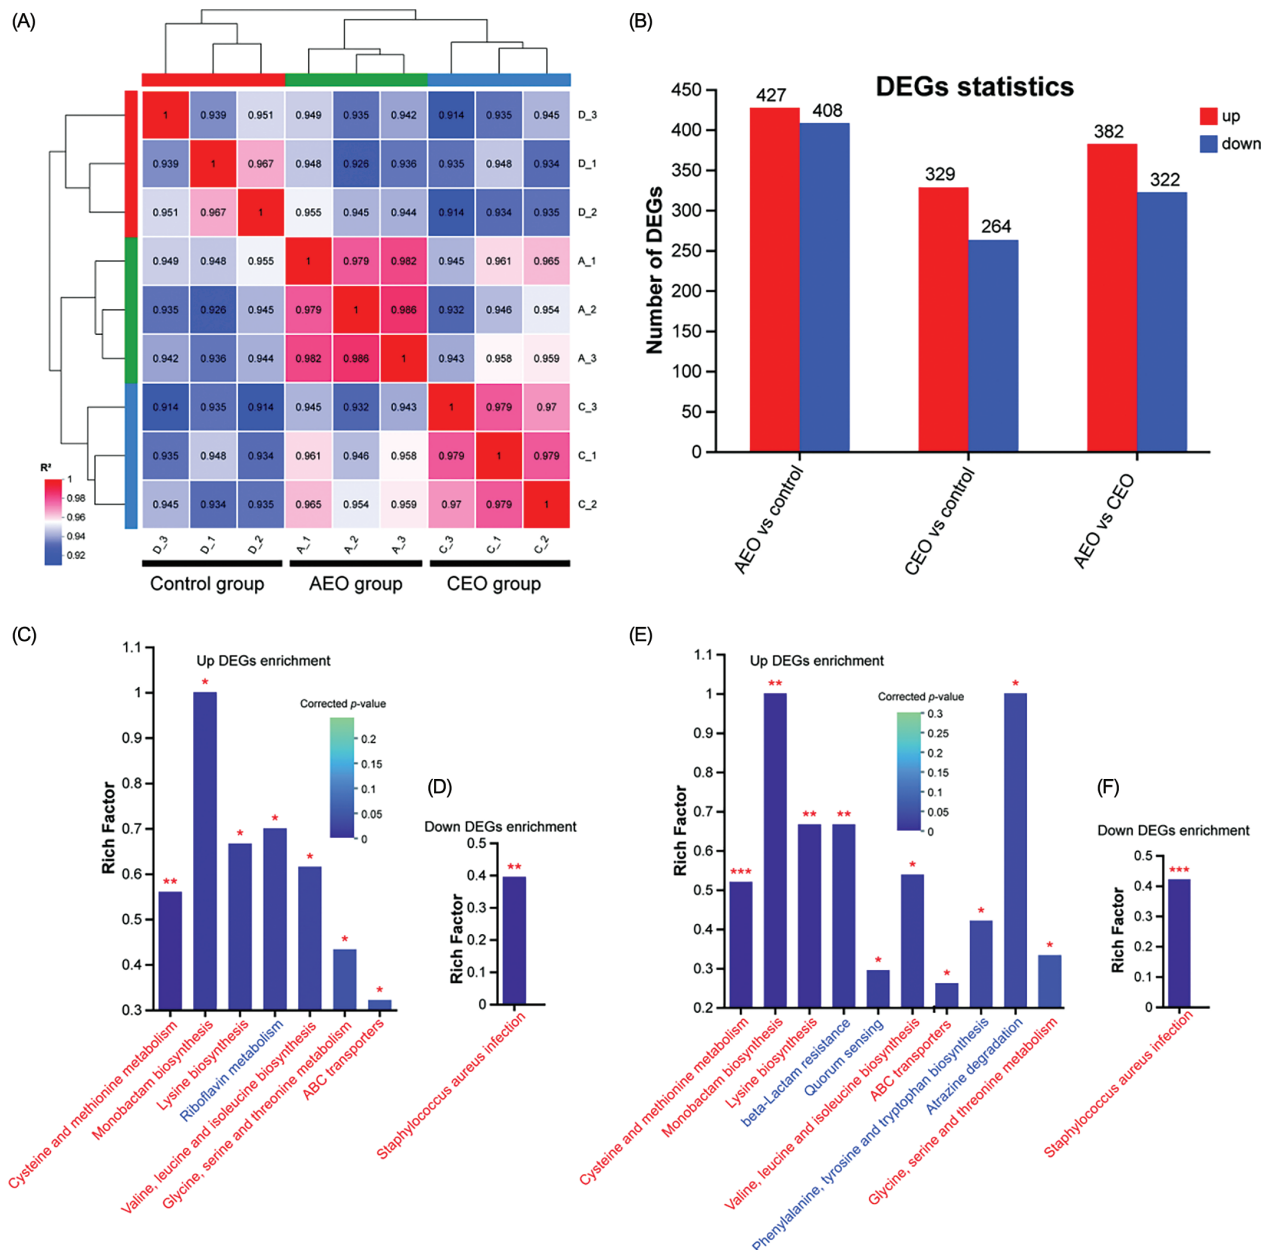 (A)
1 0.939 0.951 0.949 0.935 0.942 0.914 0.935 0.945 D_3
0.939 1 0.967 0.948 0.926 0.936 0.935 0.948 0.934 D_1
0.951 0.967 1 0.955 0.945 0.944 0.914 0.934 0.935 D_2
0.949 0.948 0.955 1 0.979 0.982 0.945 0.961 0.965 A_1
0.935 0.926 0.945 0.979 1 0.986 0.932 0.946 0.954 A_2
0.942 0.936 0.944 0.982 0.986 1 0.943 0.958 0.959 A_3
0.914 0.935 0.914 0.945 0.932 0.943 1 0.979 0.97 C_3
0.935 0.948 0.934 0.961 0.946 0.958 0.979 1 0.979 C_1
0.945 0.934 0.935 0.965 0.954 0.959 0.97 0.979 1 C_2
R²
1
0.98
0.96
0.94
0.92
D_3 D_1 D_2 A_1 A_2 A_3 C_3 C_1 C_2
Control group AEO group CEO group
(B)
DEGs statistics
up
down
Number of DEGs
450
400
350
300
250
200
150
100
50
0
427 408
329 264
382 322
AEO vs control
CEO vs control
AEO vs CEO
(C)
Up DEGs enrichment
Corrected p-value
0.2
0.15
0.1
0.05
0
Rich Factor
1.1
1
0.9
0.8
0.7
0.6
0.5
0.4
0.3
** * * * * * *
Cysteine and methionine metabolism
Monobactam biosynthesis
Lysine biosynthesis
Riboflavin metabolism
Valine, leucine and isoleucine biosynthesis
Glycine, serine and threonine metabolism
ABC transporters
(D)
Down DEGs enrichment
Rich Factor
0.5
0.4
0.3
0.2
0.1
0
**
Staphylococcus aureus infection
(E)
Up DEGs enrichment
Corrected p-value
0.3
0.25
0.2
0.15
0.1
0.05
0
Rich Factor
1.1
1
0.9
0.8
0.7
0.6
0.5
0.4
0.3
0.2
*** ** ** ** * * * * * *
Cysteine and methionine metabolism
Monobactam biosynthesis
Lysine biosynthesis
beta-Lactam resistance
Quorum sensing
Valine, leucine and isoleucine biosynthesis
ABC transporters
Phenylalanine, tyrosine and tryptophan biosynthesis
Atrazine degradation
Glycine, serine and threonine metabolism
(F)
Down DEGs enrichment
Rich Factor
0.5
0.4
0.3
0.2
0.1
0
***
Staphylococcus aureus infection